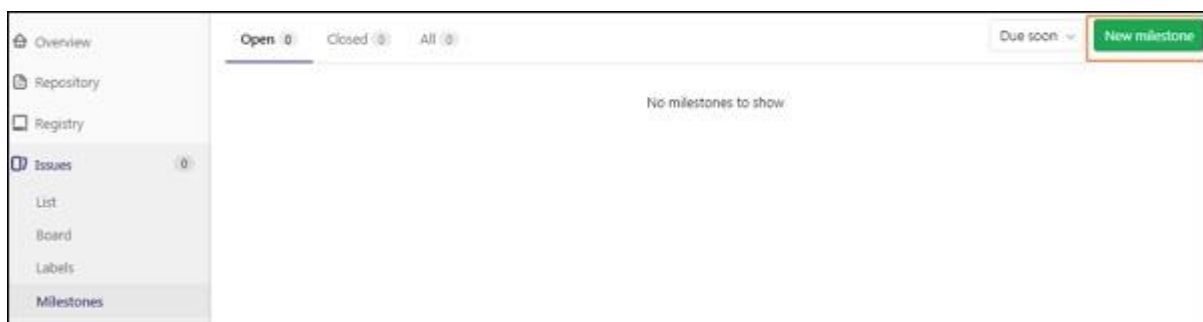 Overview
Repository
Registry
Issues 0
List
Board
Labels
Milestones
Open 0 Closed 0 All 0 Due soon New milestone
No milestones to show